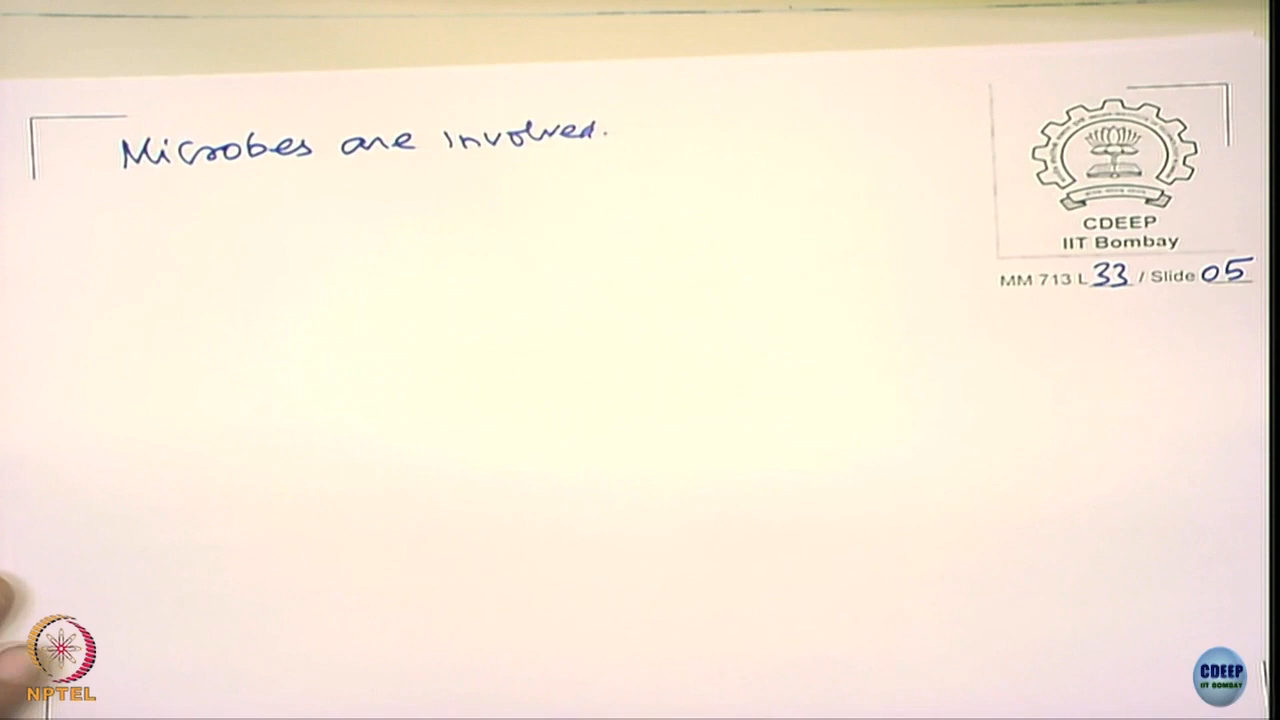 Microbes are involved.
CDEEP
IIT Bombay
MM 713 L 33 / Slide 05
NPTEL
CDEEP
IIT BOMBAY